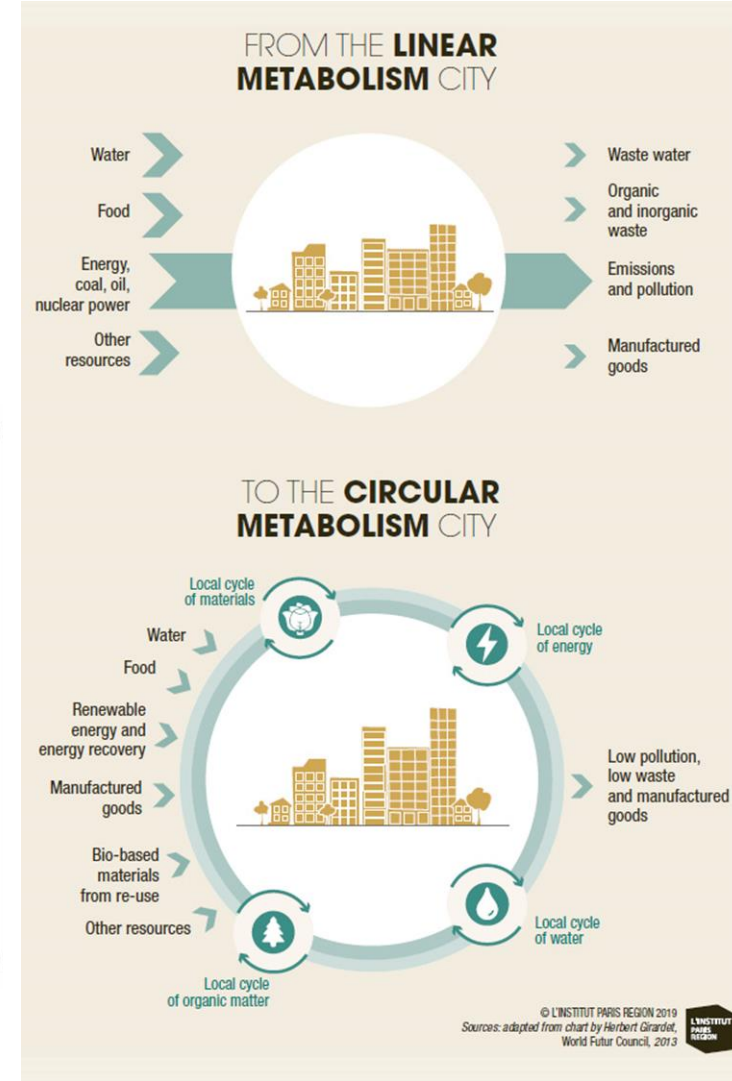 FROM THE LINEAR
METABOLISM CITY
Water
Food
Energy,
coal, oil,
nuclear power
Other
resources
Waste water
Organic
and inorganic
waste
Emissions
and pollution
Manufactured
goods
TO THE CIRCULAR
METABOLISM CITY
Local cycle
of materials
Local cycle
of energy
Water
Food
Renewable
energy and
energy recovery
Manufactured
goods
Bio-based
materials
from re-use
Other resources
Low pollution,
low waste
and manufactured
goods
Local cycle
of water
Local cycle
of organic matter
© L'INSTITUT PARIS REGION 2019
Sources: adapted from chart by Herbert Girardet,
World Futur Council, 2013
L'INSTITUT
PARIS
REGION